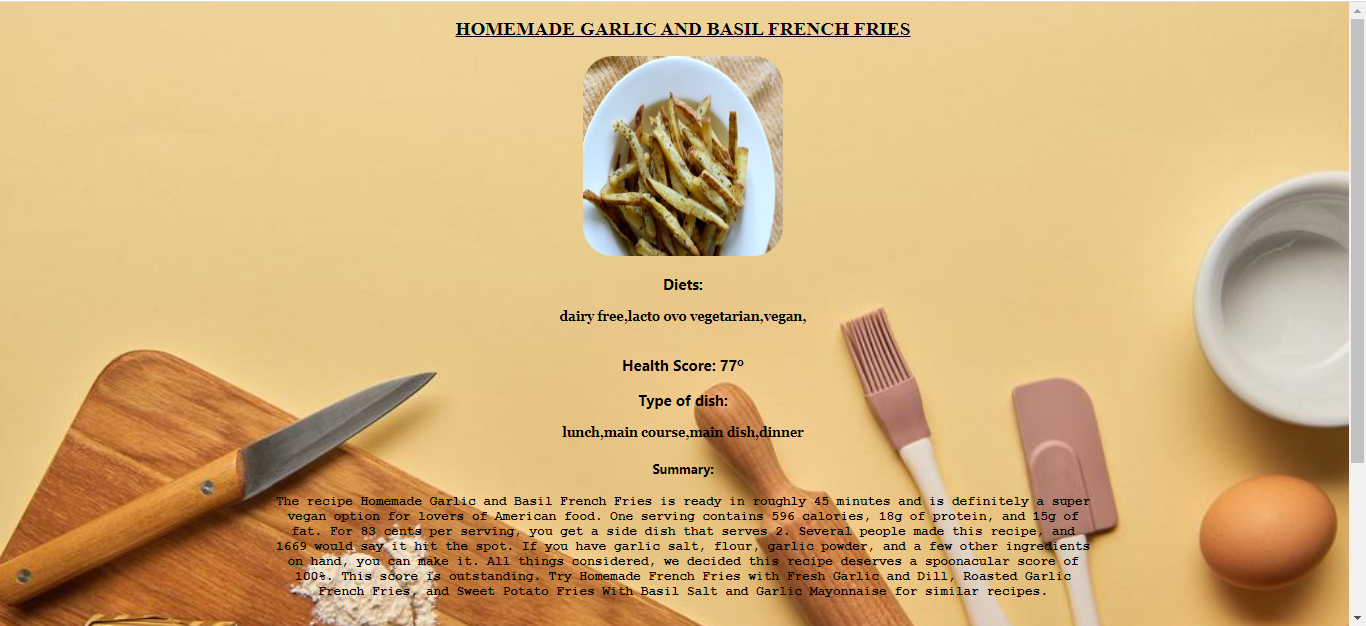 HOMEMADE GARLIC AND BASIL FRENCH FRIES
Diets:
dairy free,lacto ovo vegetarian,vegan,
Health Score: 77º
Type of dish:
lunch,main course,main dish,dinner
Summary:
The recipe Homemade Garlic and Basil French Fries is ready in roughly 45 minutes and is definitely a super
vegan option for lovers of American food. One serving contains 596 calories, 18g of protein, and 15g of
fat. For 83 cents per serving, you get a side dish that serves 2. Several people made this recipe, and
1669 would say it hit the spot. If you have garlic salt, flour, garlic powder, and a few other ingredients
on hand, you can make it. All things considered, we decided this recipe deserves a spoonacular score of
100%. This score is outstanding. Try Homemade French Fries with Fresh Garlic and Dill, Roasted Garlic
French Fries, and Sweet Potato Fries With Basil Salt and Garlic Mayonnaise for similar recipes.